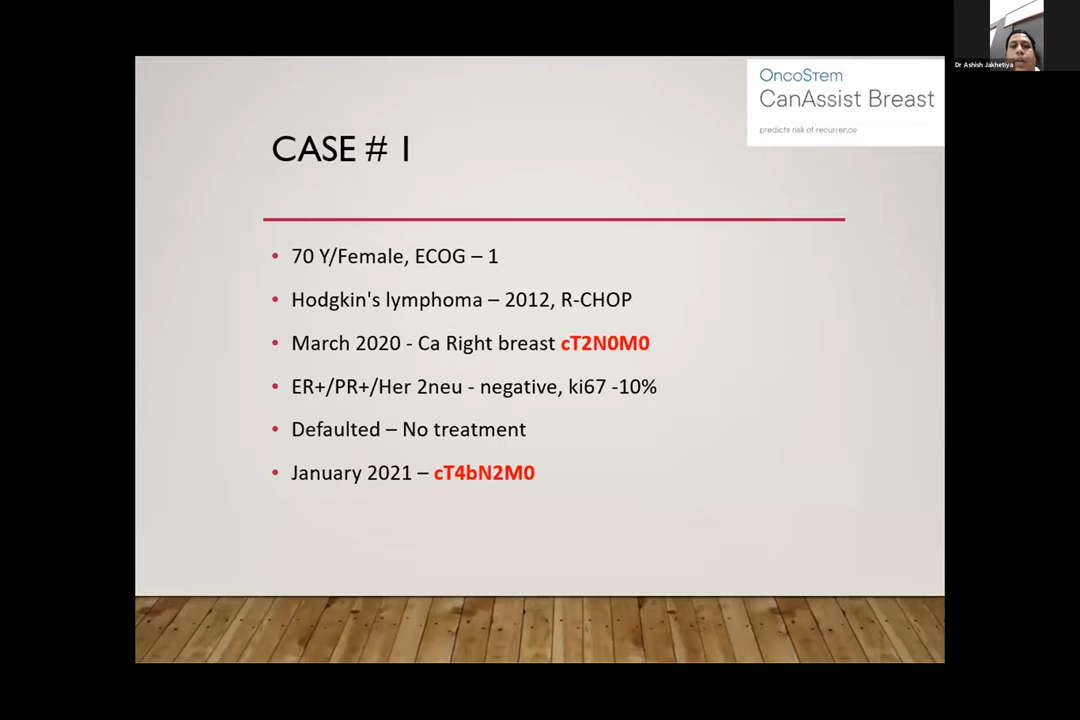 OncoStem
CanAssist Breast
predicts risk of recurrence
Dr Ashish Jakhetiya
CASE # 1
• 70 Y/Female, ECOG – 1
• Hodgkin's lymphoma – 2012, R-CHOP
• March 2020 - Ca Right breast cT2N0M0
• ER+/PR+/Her 2neu - negative, ki67 -10%
• Defaulted – No treatment
• January 2021 – cT4bN2M0